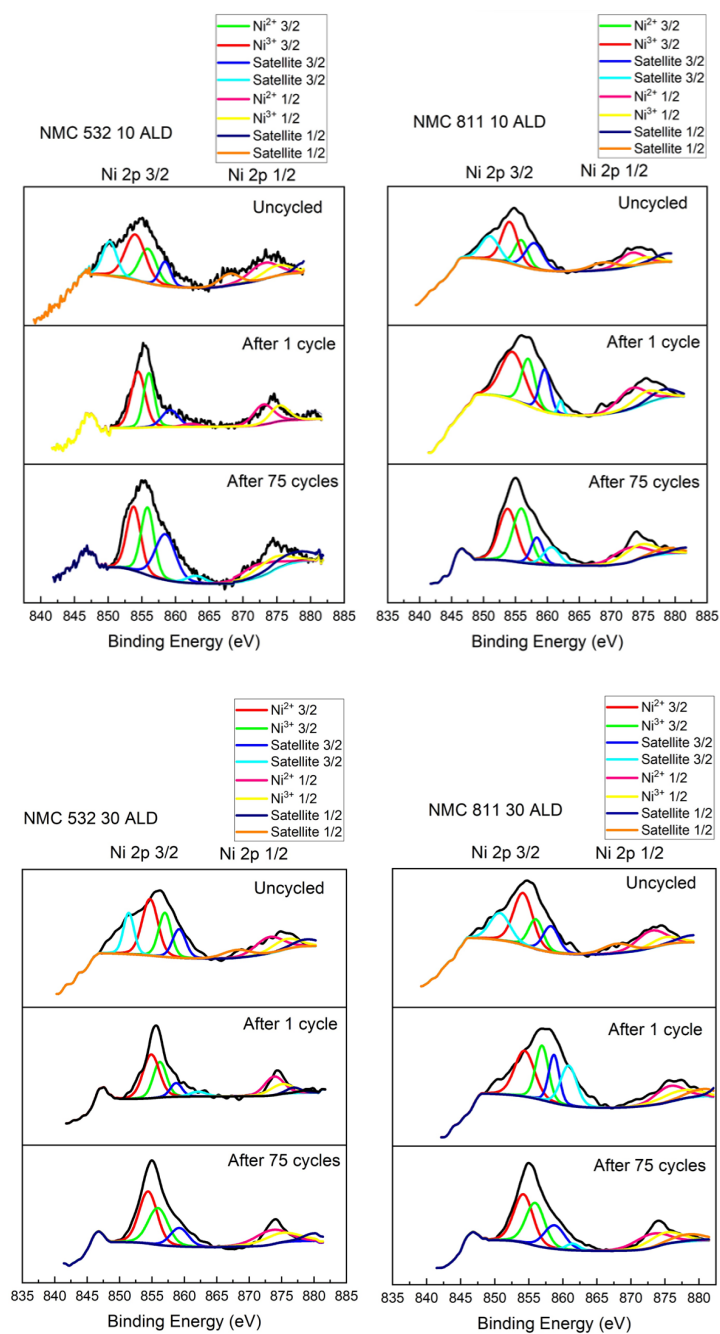 Ni²⁺ 3/2
Ni³⁺ 3/2
Satellite 3/2
Satellite 3/2
Ni²⁺ 1/2
Ni³⁺ 1/2
Satellite 1/2
Satellite 1/2
NMC 532 10 ALD
Ni 2p 3/2 Ni 2p 1/2
Uncycled
After 1 cycle
After 75 cycles
840 845 850 855 860 865 870 875 880 885
Binding Energy (eV)
Ni²⁺ 3/2
Ni³⁺ 3/2
Satellite 3/2
Satellite 3/2
Ni²⁺ 1/2
Ni³⁺ 1/2
Satellite 1/2
Satellite 1/2
NMC 811 10 ALD
Ni 2p 3/2 Ni 2p 1/2
Uncycled
After 1 cycle
After 75 cycles
835 840 845 850 855 860 865 870 875 880 885
Binding Energy (eV)
Ni²⁺ 3/2
Ni³⁺ 3/2
Satellite 3/2
Satellite 3/2
Ni²⁺ 1/2
Ni³⁺ 1/2
Satellite 1/2
Satellite 1/2
NMC 532 30 ALD
Ni 2p 3/2 Ni 2p 1/2
Uncycled
After 1 cycle
After 75 cycles
835 840 845 850 855 860 865 870 875 880 885
Binding Energy (eV)
Ni²⁺ 3/2
Ni³⁺ 3/2
Satellite 3/2
Satellite 3/2
Ni²⁺ 1/2
Ni³⁺ 1/2
Satellite 1/2
Satellite 1/2
NMC 811 30 ALD
Ni 2p 3/2 Ni 2p 1/2
Uncycled
After 1 cycle
After 75 cycles
835 840 845 850 855 860 865 870 875 880
Binding Energy (eV)